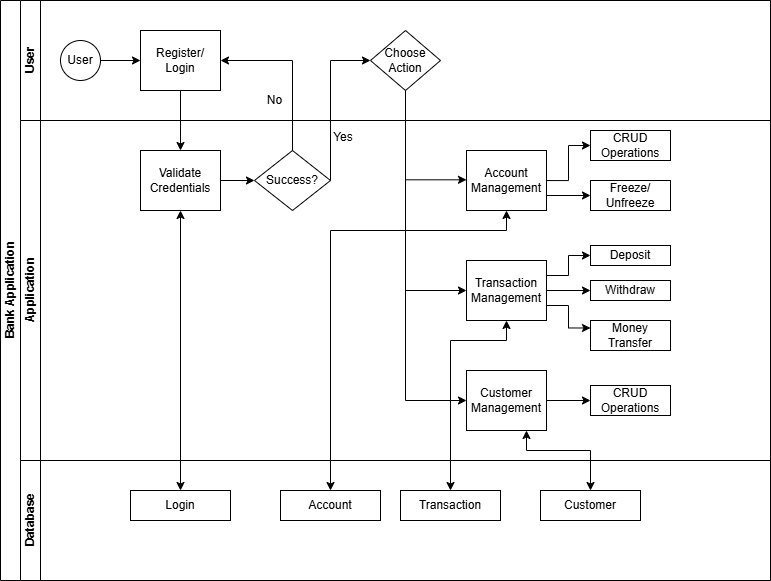 Bank Application
User
User
Register/
Login
Choose
Action
No
Yes
Application
Validate
Credentials
Success?
Account
Management
CRUD
Operations
Freeze/
Unfreeze
Transaction
Management
Deposit
Withdraw
Money
Transfer
Customer
Management
CRUD
Operations
Database
Login
Account
Transaction
Customer